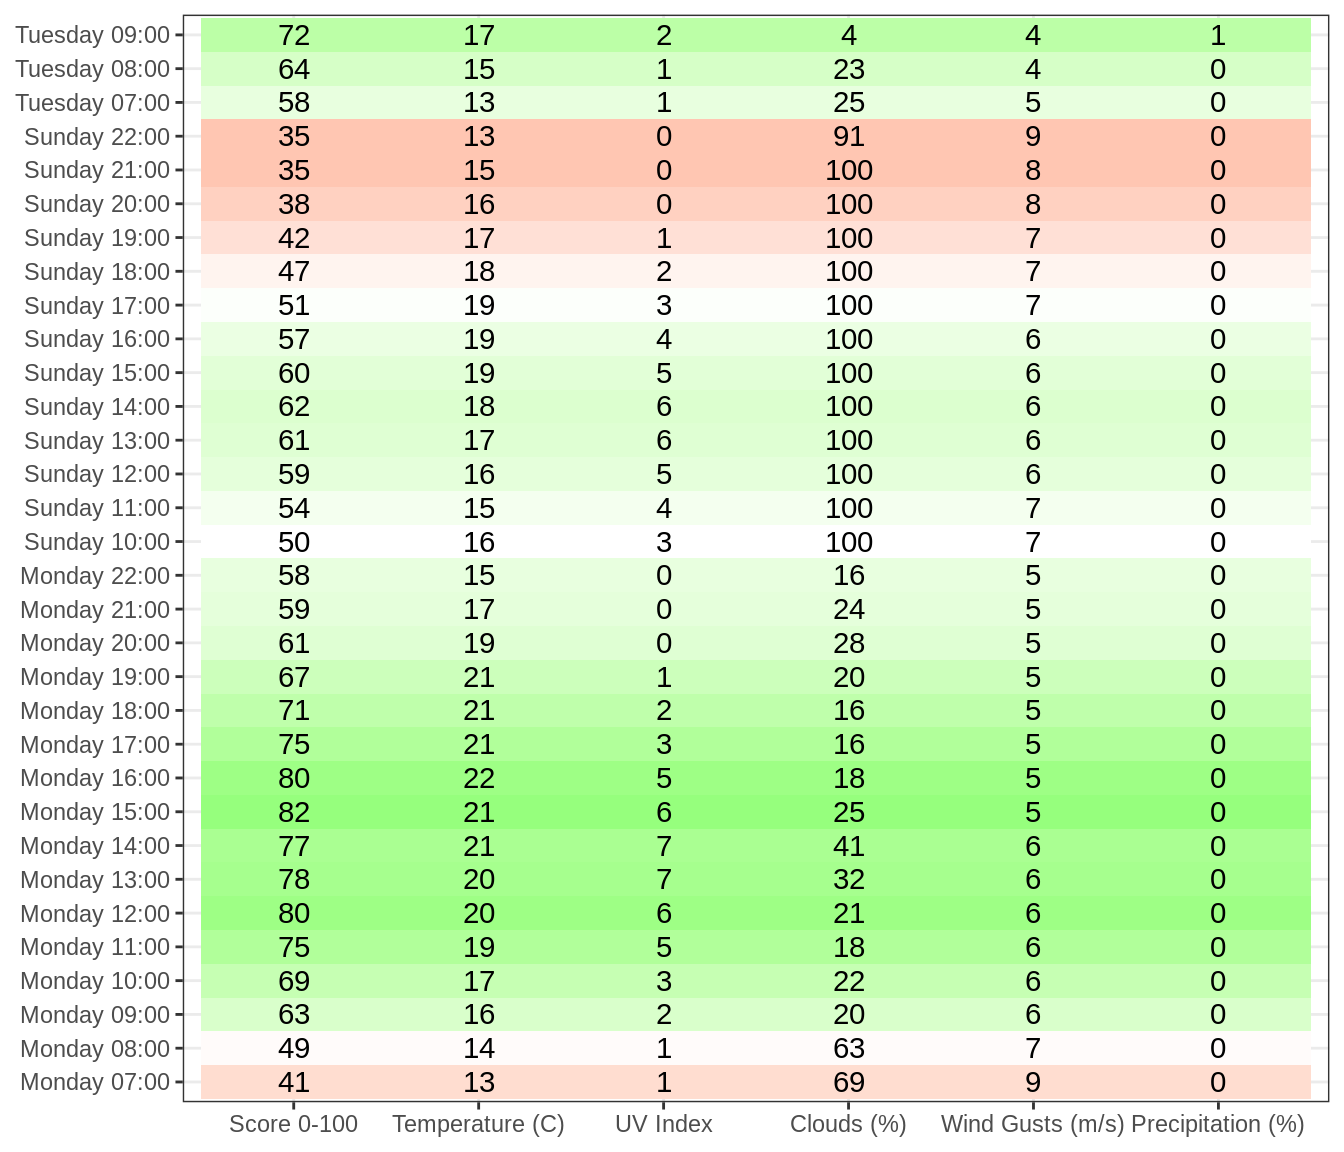 Tuesday 09:00 72 17 2 4 4 1
Tuesday 08:00 64 15 1 23 4 0
Tuesday 07:00 58 13 1 25 5 0
Sunday 22:00 35 13 0 91 9 0
Sunday 21:00 35 15 0 100 8 0
Sunday 20:00 38 16 0 100 8 0
Sunday 19:00 42 17 1 100 7 0
Sunday 18:00 47 18 2 100 7 0
Sunday 17:00 51 19 3 100 7 0
Sunday 16:00 57 19 4 100 6 0
Sunday 15:00 60 19 5 100 6 0
Sunday 14:00 62 18 6 100 6 0
Sunday 13:00 61 17 6 100 6 0
Sunday 12:00 59 16 5 100 6 0
Sunday 11:00 54 15 4 100 7 0
Sunday 10:00 50 16 3 100 7 0
Monday 22:00 58 15 0 16 5 0
Monday 21:00 59 17 0 24 5 0
Monday 20:00 61 19 0 28 5 0
Monday 19:00 67 21 1 20 5 0
Monday 18:00 71 21 2 16 5 0
Monday 17:00 75 21 3 16 5 0
Monday 16:00 80 22 5 18 5 0
Monday 15:00 82 21 6 25 5 0
Monday 14:00 77 21 7 41 6 0
Monday 13:00 78 20 7 32 6 0
Monday 12:00 80 20 6 21 6 0
Monday 11:00 75 19 5 18 6 0
Monday 10:00 69 17 3 22 6 0
Monday 09:00 63 16 2 20 6 0
Monday 08:00 49 14 1 63 7 0
Monday 07:00 41 13 1 69 9 0
Score 0-100 Temperature (C) UV Index Clouds (%) Wind Gusts (m/s) Precipitation (%)